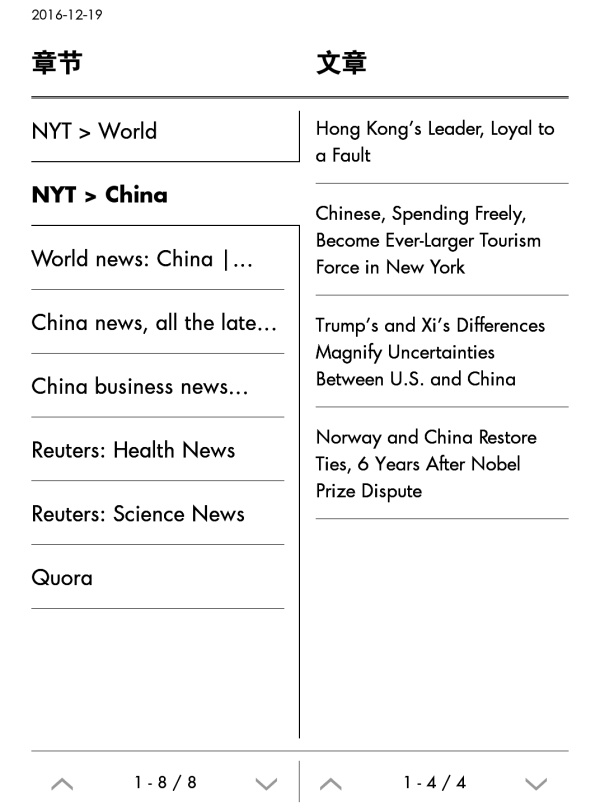 2016-12-19
章节
NYT > World
NYT > China
World news: China |...
China news, all the late...
China business news...
Reuters: Health News
Reuters: Science News
Quora
1 - 8 / 8
文章
Hong Kong's Leader, Loyal to
a Fault
Chinese, Spending Freely,
Become Ever-Larger Tourism
Force in New York
Trump's and Xi's Differences
Magnify Uncertainties
Between U.S. and China
Norway and China Restore
Ties, 6 Years After Nobel
Prize Dispute
1 - 4 / 4